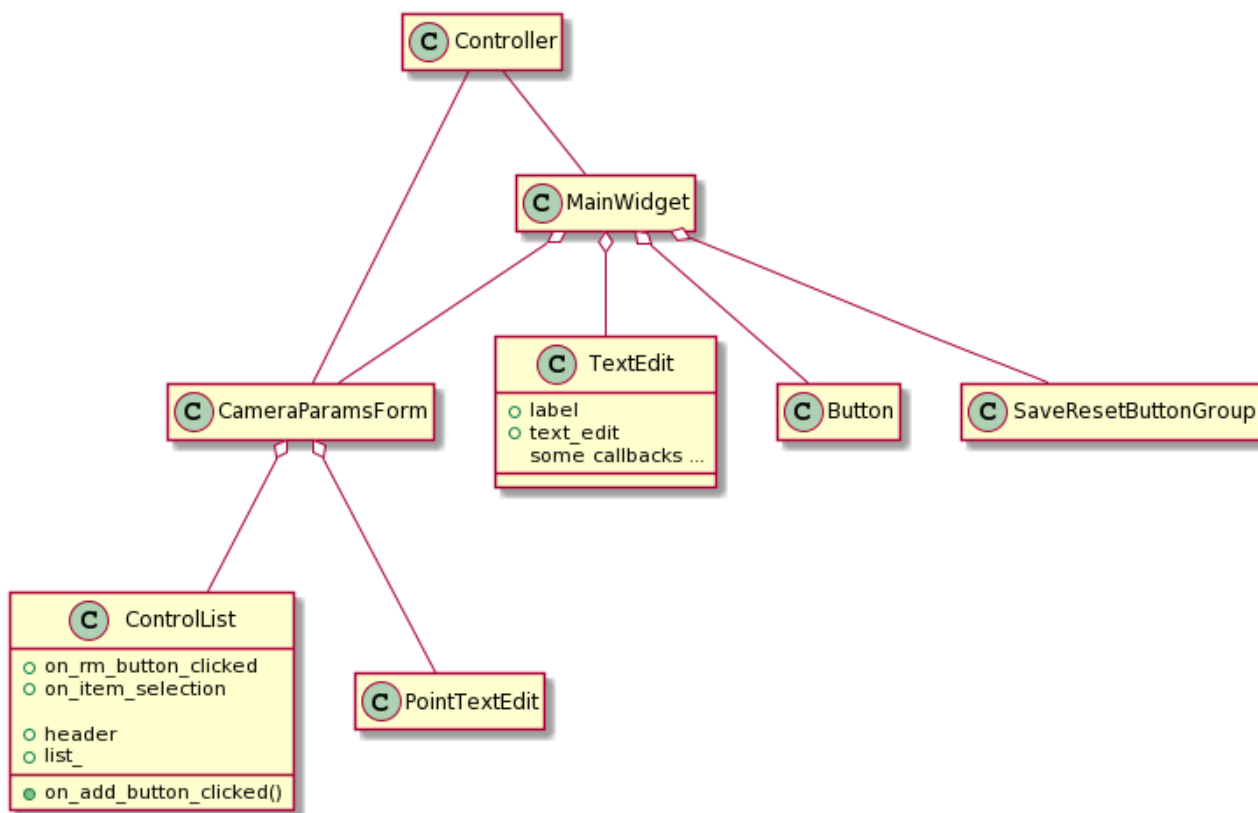 C Controller
C MainWidget
C TextEdit
label
text_edit
some callbacks ...
C CameraParamsForm
C Button
C SaveResetButtonGroup
C ControlList
on_rm_button_clicked
on_item_selection
header
list_
on_add_button_clicked()
C PointTextEdit